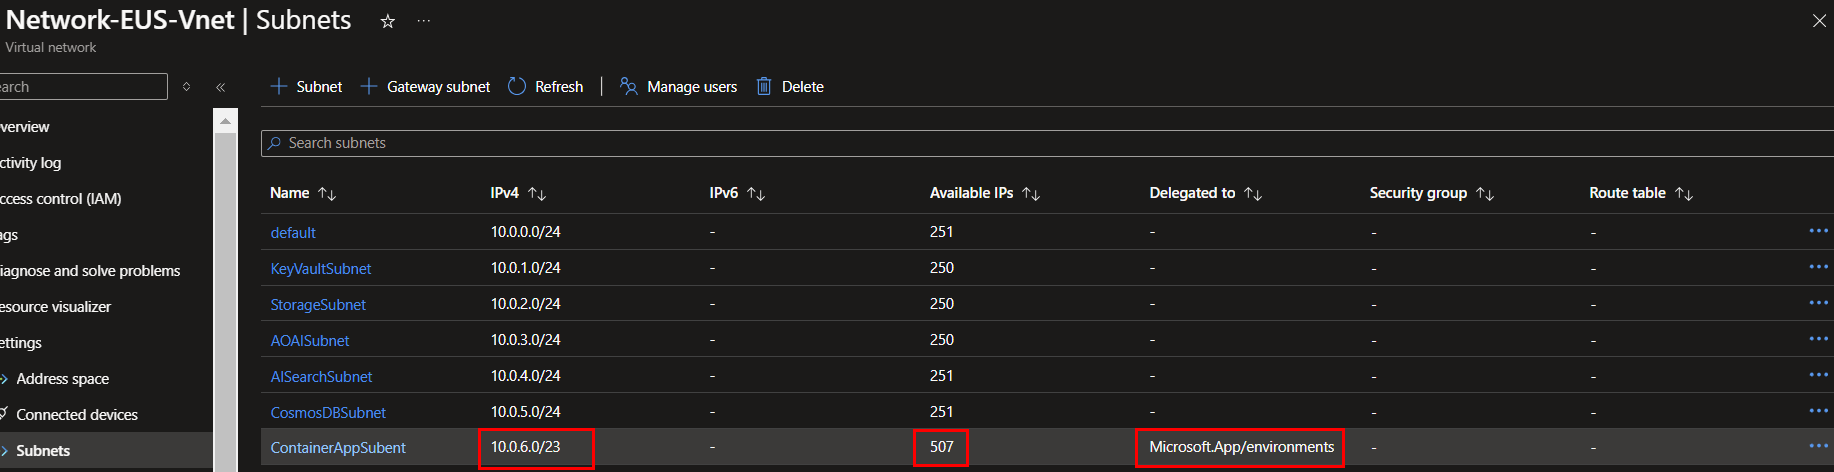 Network-EUS-Vnet | Subnets
Virtual network
earch
Subnet Gateway subnet Refresh Manage users Delete
Search subnets
verview
ctivity log
ccess control (IAM)
ags
iagnose and solve problems
esource visualizer
ettings
Address space
Connected devices
Subnets
Name IPv4 IPv6 Available IPs Delegated to Security group Route table
default 10.0.0.0/24 - 251 - - -
KeyVaultSubnet 10.0.1.0/24 - 250 - - -
StorageSubnet 10.0.2.0/24 - 250 - - -
AOAISubnet 10.0.3.0/24 - 250 - - -
AISearchSubnet 10.0.4.0/24 - 251 - - -
CosmosDBSubnet 10.0.5.0/24 - 251 - - -
ContainerAppSubent 10.0.6.0/23 - 507 Microsoft.App/environments - -